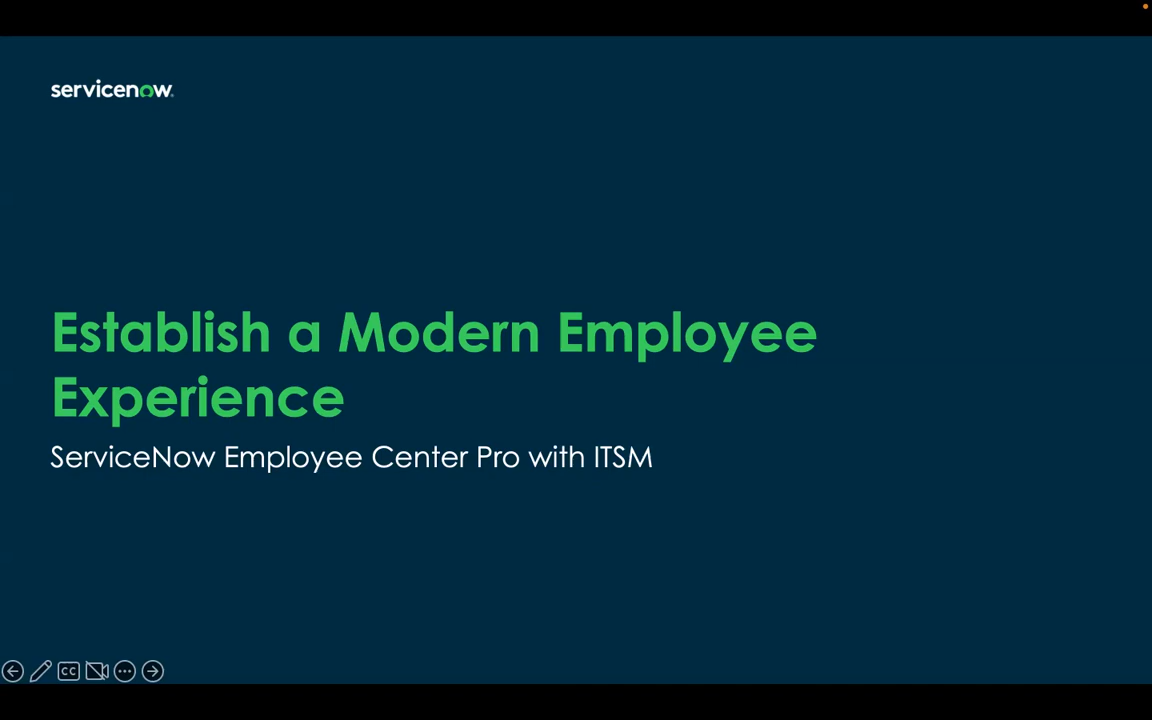 servicenow.
Establish a Modern Employee
Experience
ServiceNow Employee Center Pro with ITSM
CC